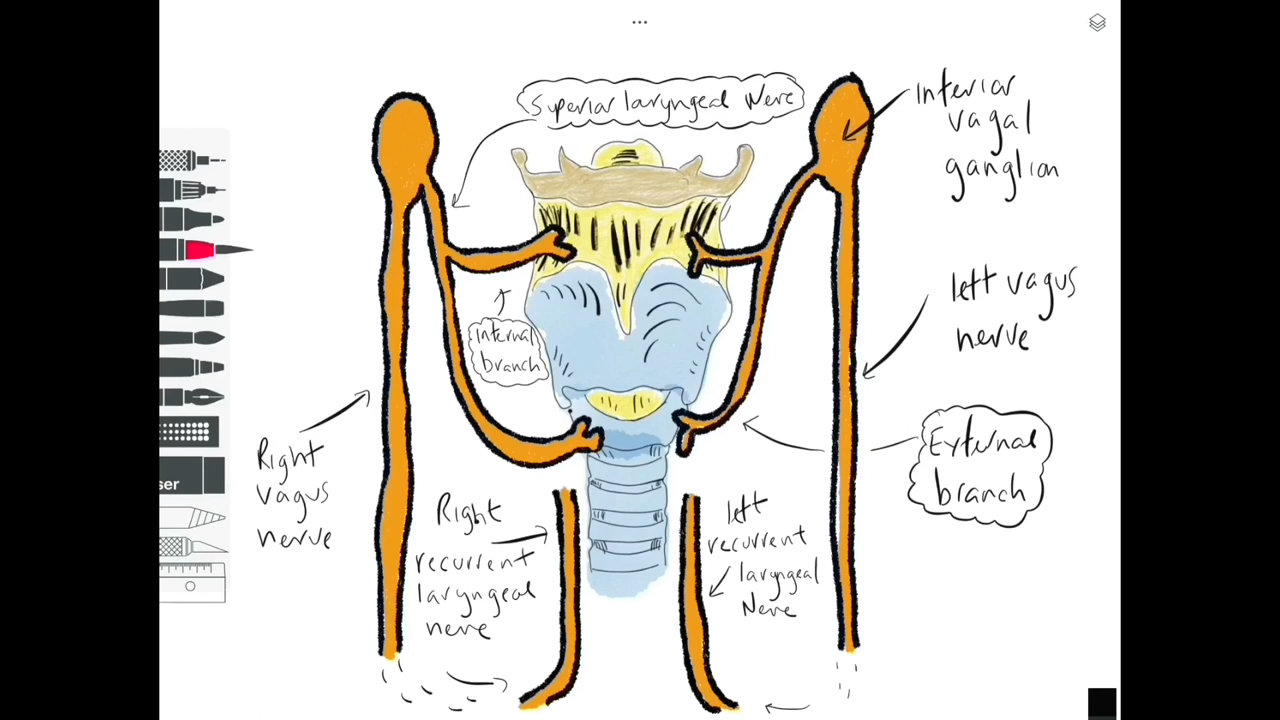 Superior laryngeal Nerve
Inferior
vagal
ganglion
left vagus
nerve
Internal
branch
Right
vagus
nerve
External
branch
Right
recurrent
laryngeal
nerve
left
recurrent
laryngeal
Nerve
ser